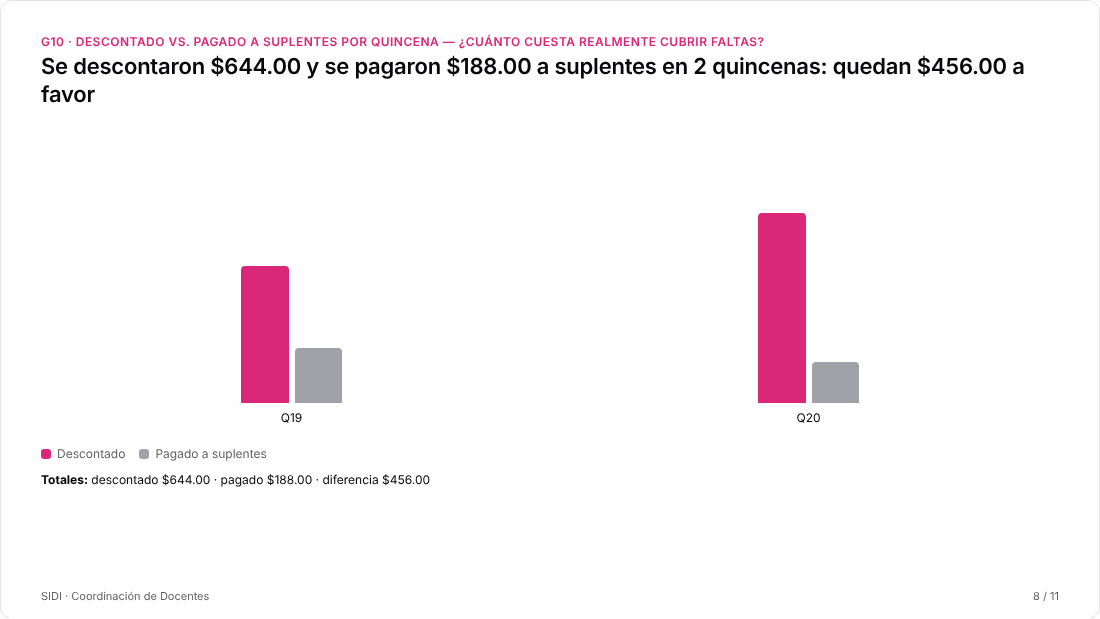 G10 · DESCONTADO VS. PAGADO A SUPLENTES POR QUINCENA — ¿CUÁNTO CUESTA REALMENTE CUBRIR FALTAS?
Se descontaron $644.00 y se pagaron $188.00 a suplentes en 2 quincenas: quedan $456.00 a
favor
Q19
Q20
Descontado
Pagado a suplentes
Totales: descontado $644.00 · pagado $188.00 · diferencia $456.00
SIDI · Coordinación de Docentes
8 / 11